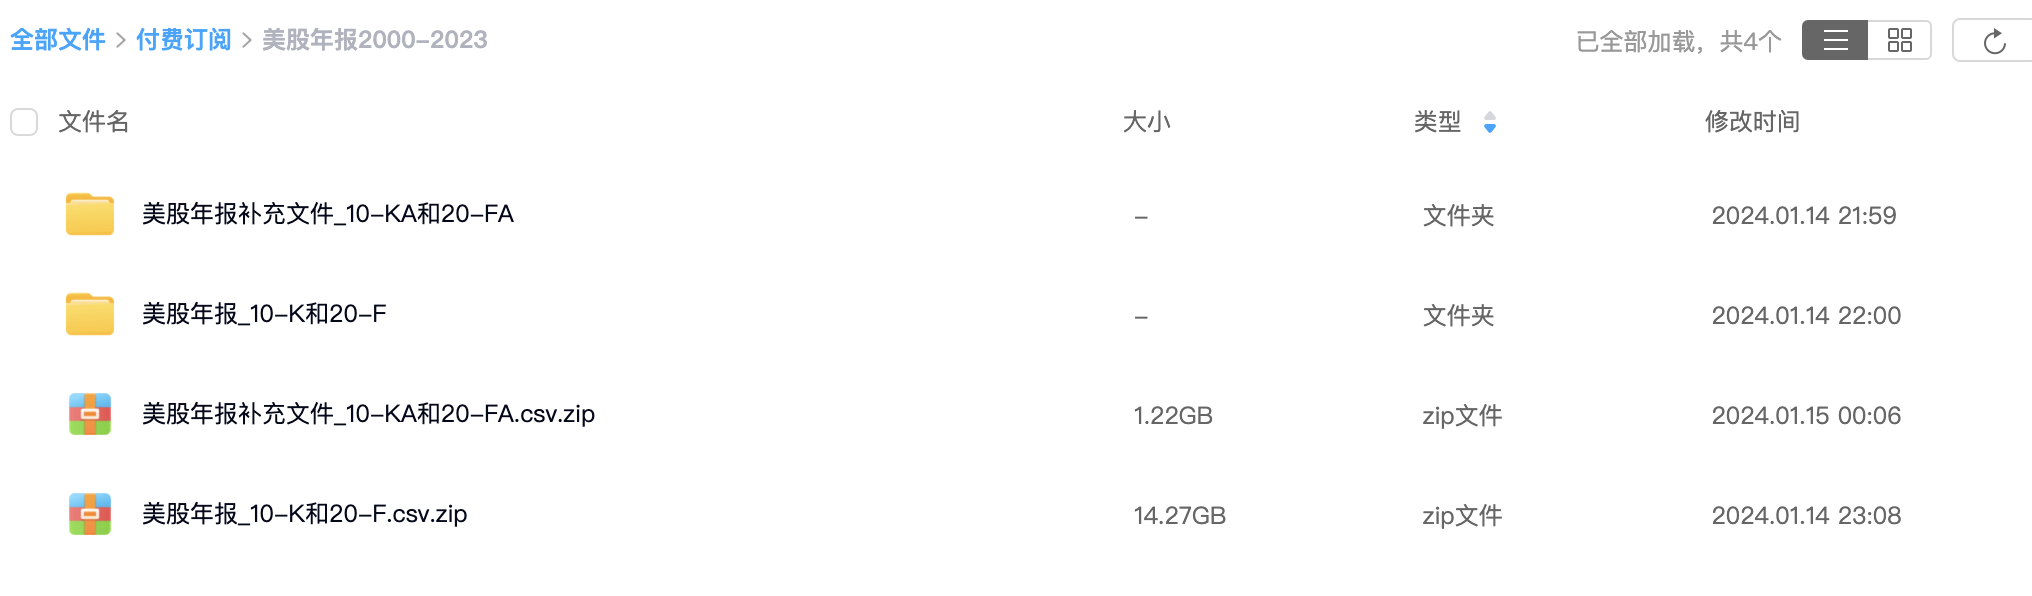 全部文件 > 付费订阅 > 美股年报2000-2023
已全部加载，共4个
文件名 大小 类型 修改时间
美股年报补充文件_10-KA和20-FA - 文件夹 2024.01.14 21:59
美股年报_10-K和20-F - 文件夹 2024.01.14 22:00
美股年报补充文件_10-KA和20-FA.csv.zip 1.22GB zip文件 2024.01.15 00:06
美股年报_10-K和20-F.csv.zip 14.27GB zip文件 2024.01.14 23:08